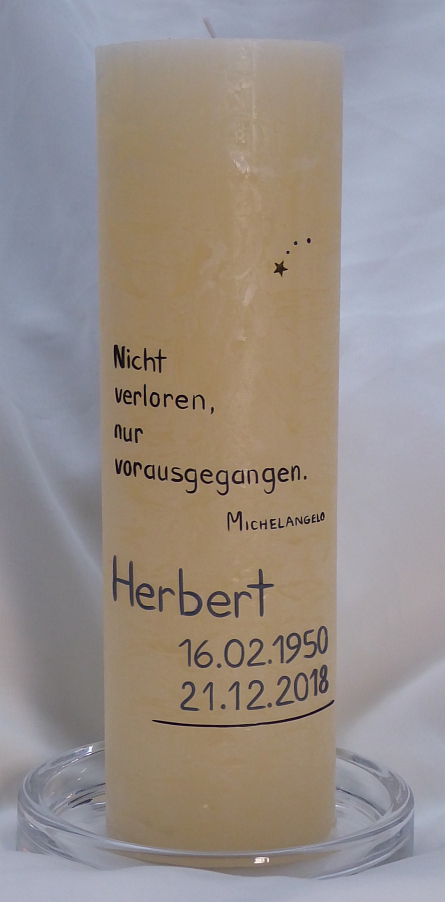 Nicht
verloren,
nur
vorausgegangen.
MICHELANGELO
Herbert
16.02.1950
21.12.2018